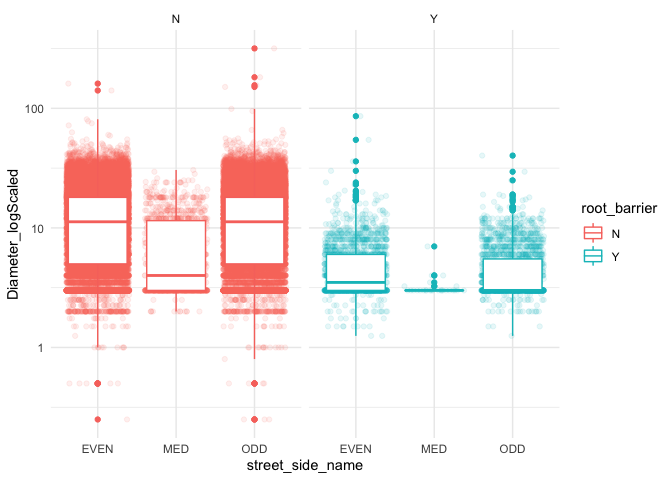 N Y
100
10
1
Diameter_logScaled
EVEN MED ODD EVEN MED ODD
street_side_name
root_barrier
N
Y